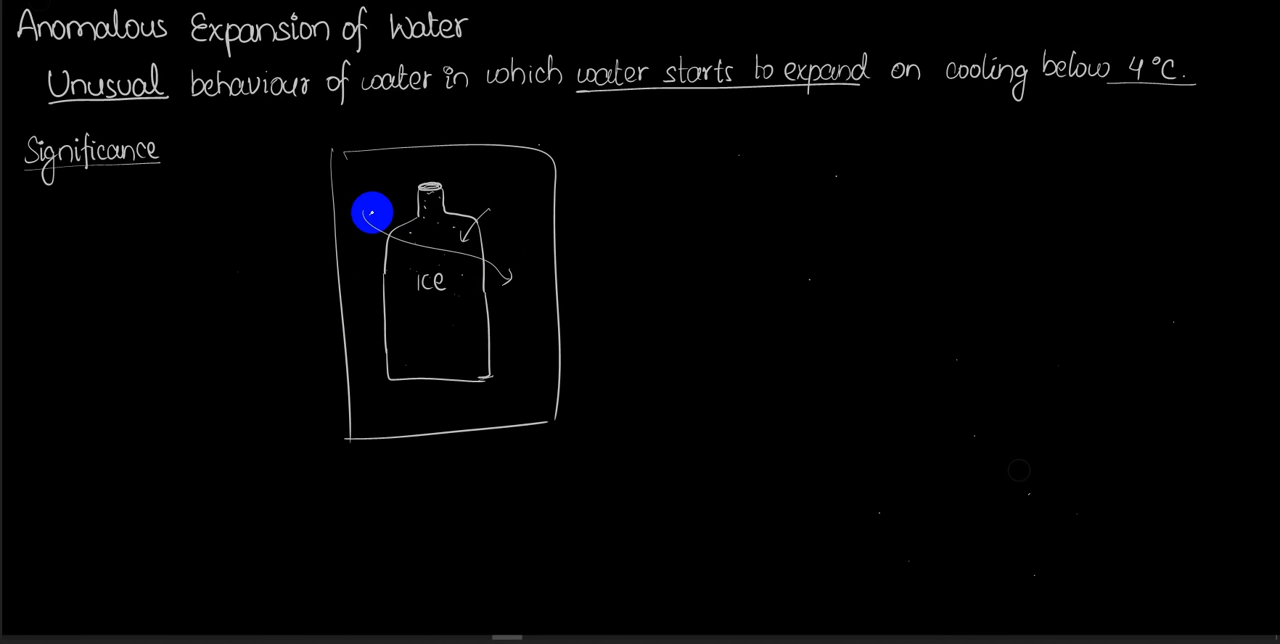 Anomalous Expansion of Water
Unusual behaviour of water in which water starts to expand on cooling below 4°C.
Significance
ice